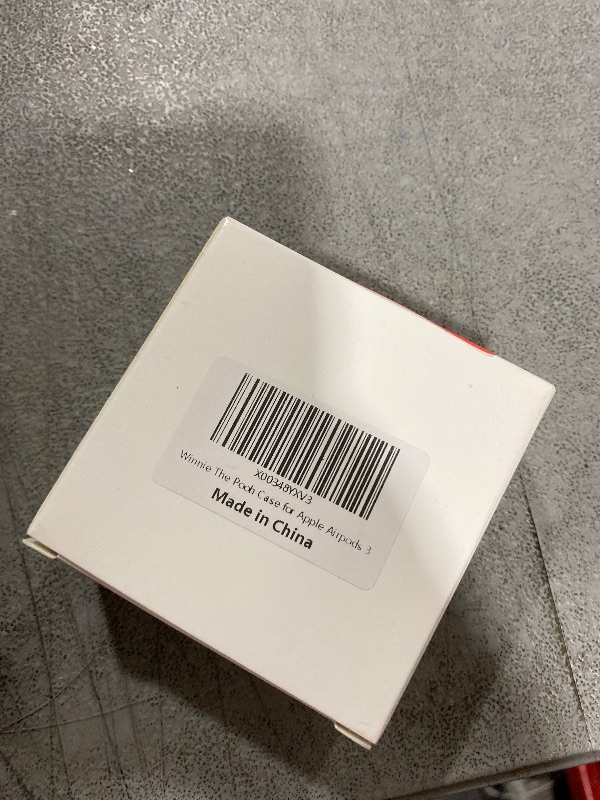 X00348YXV3
Winnie The Pooh Case for Apple Airpods 3
Made in China